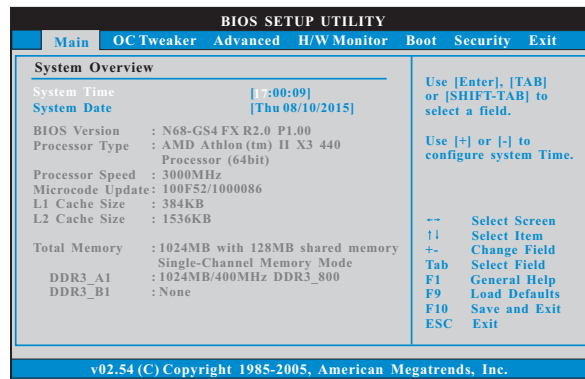 BIOS SETUP UTILITY
Main OC Tweaker Advanced H/W Monitor Boot Security Exit
System Overview
System Time [17:00:09]
System Date [Thu 08/10/2015]
BIOS Version : N68-GS4 FX R2.0 P1.00
Processor Type : AMD Athlon (tm) II X3 440
Processor (64bit)
Processor Speed : 3000MHz
Microcode Update : 100F52/1000086
L1 Cache Size : 384KB
L2 Cache Size : 1536KB
Total Memory : 1024MB with 128MB shared memory
Single-Channel Memory Mode
DDR3_A1 : 1024MB/400MHz DDR3_800
DDR3_B1 : None
Use [Enter], [TAB]
or [SHIFT-TAB] to
select a field.
Use [+] or [-] to
configure system Time.
↔ Select Screen
↑↓ Select Item
+- Change Field
Tab Select Field
F1 General Help
F9 Load Defaults
F10 Save and Exit
ESC Exit
v02.54 (C) Copyright 1985-2005, American Megatrends, Inc.